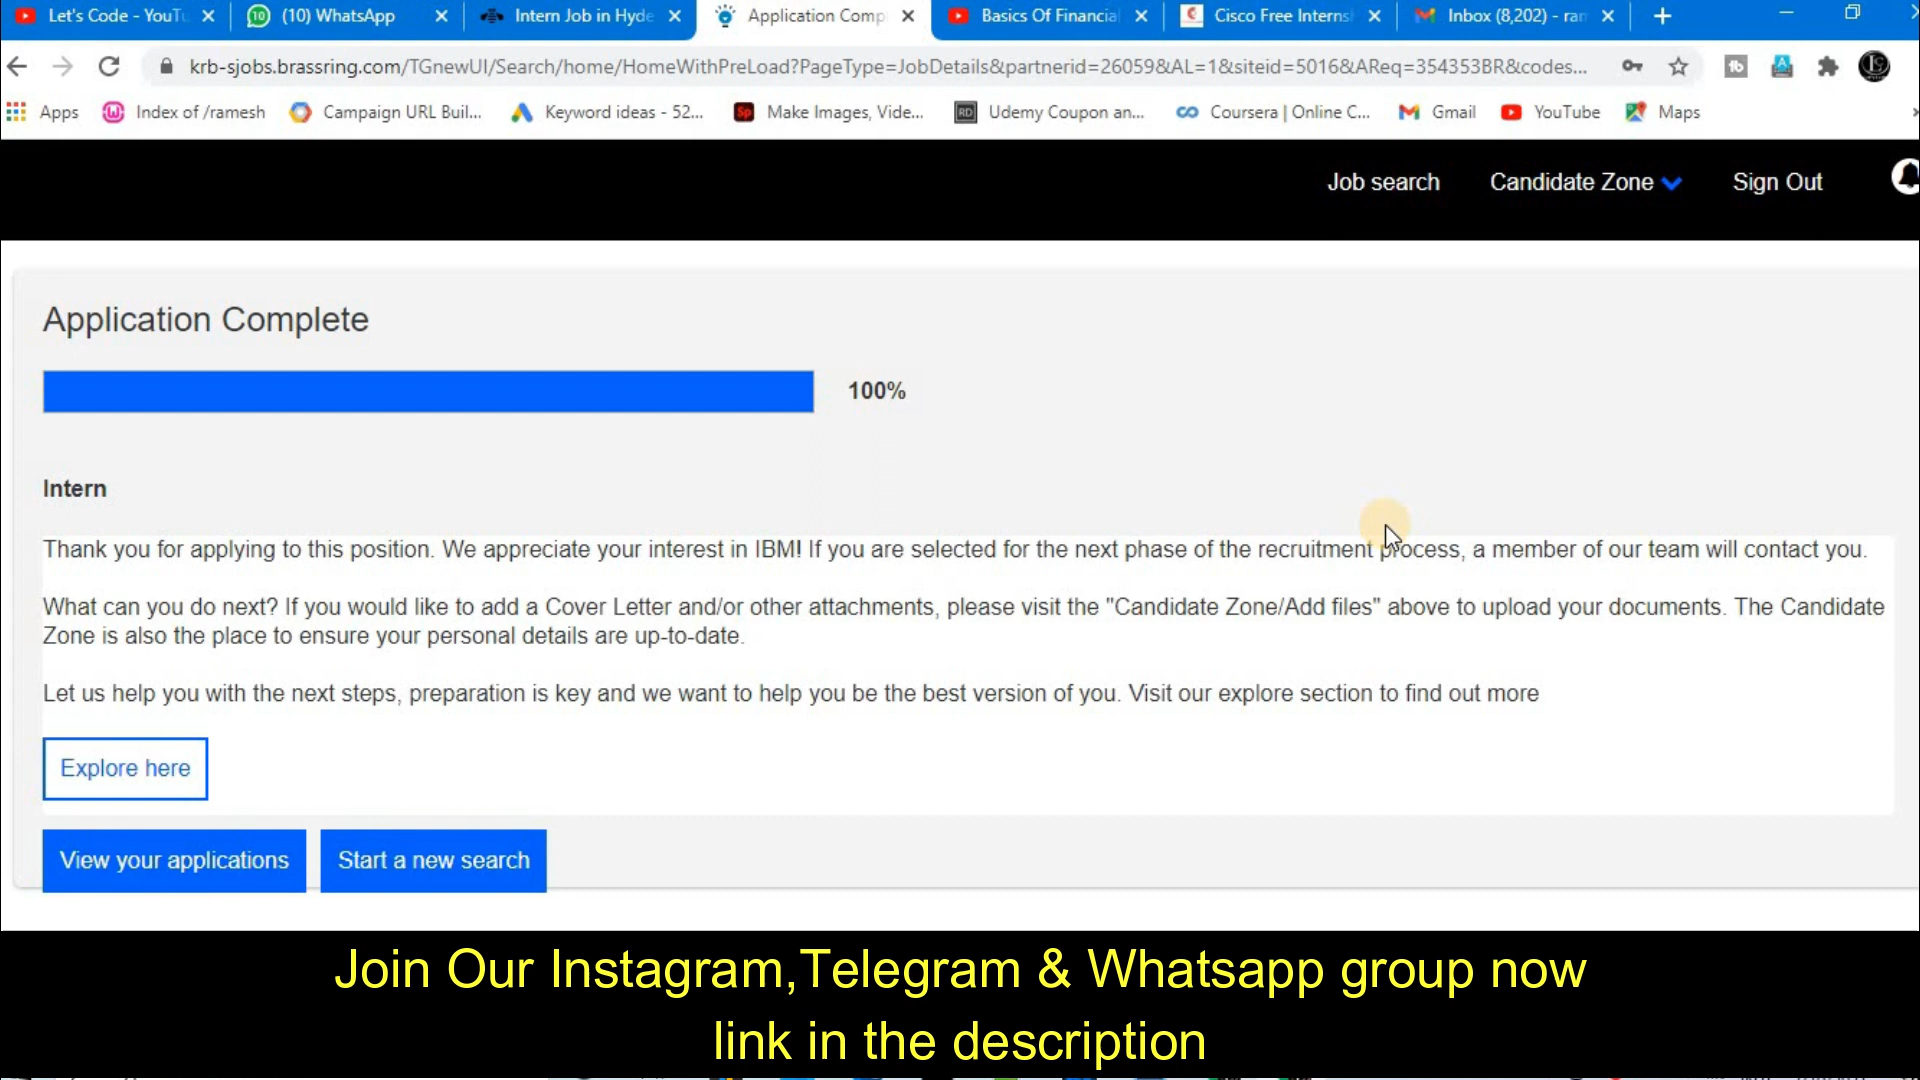 Let's Code - YouTu
(10) WhatsApp
Intern Job in Hyde
Application Comp
Basics Of Financial
Cisco Free Interns
Inbox (8,202) - ran
krb-sjobs.brassring.com/TGnewUI/Search/home/HomeWithPreLoad?PageType=JobDetails&partnerid=26059&AL=1&siteid=5016&AReq=354353BR&codes...
Apps
Index of /ramesh
Campaign URL Buil...
Keyword ideas - 52...
Make Images, Vide...
Udemy Coupon an...
Coursera | Online C...
Gmail
YouTube
Maps
Job search
Candidate Zone
Sign Out
Application Complete
100%
Intern
Thank you for applying to this position. We appreciate your interest in IBM! If you are selected for the next phase of the recruitment process, a member of our team will contact you.
What can you do next? If you would like to add a Cover Letter and/or other attachments, please visit the "Candidate Zone/Add files" above to upload your documents. The Candidate
Zone is also the place to ensure your personal details are up-to-date.
Let us help you with the next steps, preparation is key and we want to help you be the best version of you. Visit our explore section to find out more
Explore here
View your applications
Start a new search
Join Our Instagram,Telegram & Whatsapp group now
link in the description